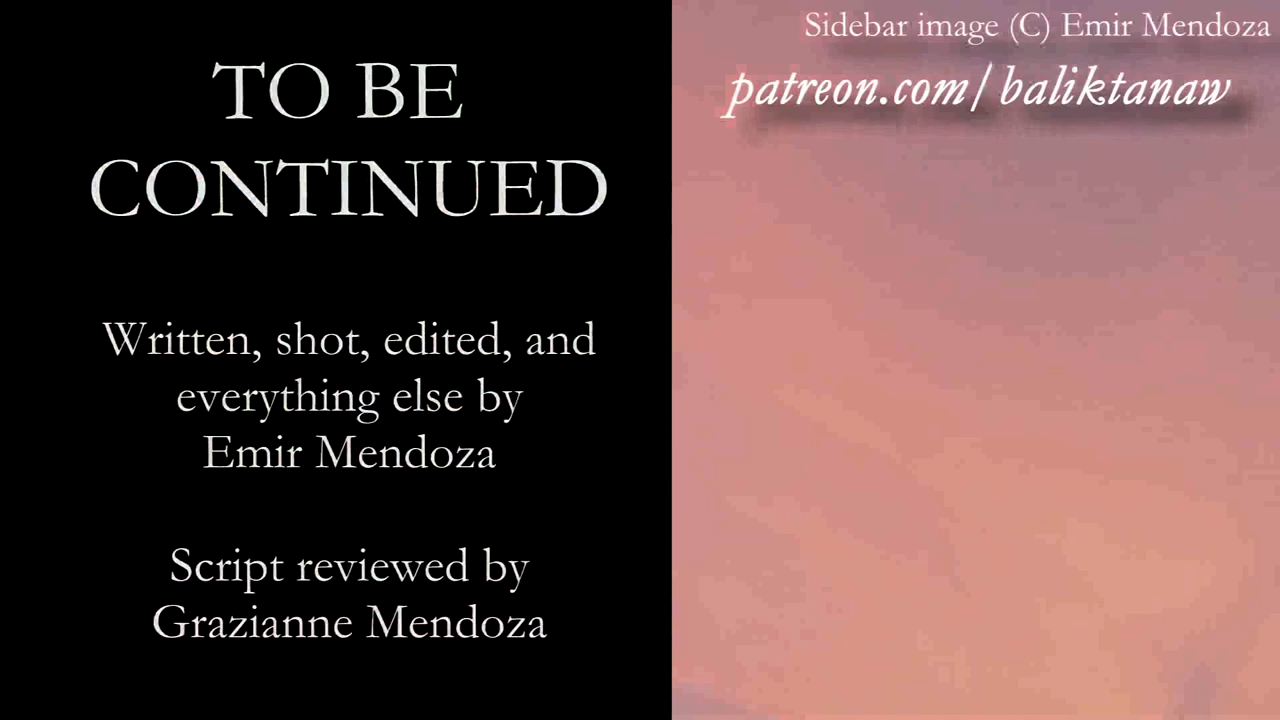 TO BE
CONTINUED
Written, shot, edited, and
everything else by
Emir Mendoza
Script reviewed by
Grazianne Mendoza
Sidebar image (C) Emir Mendoza
patreon.com/baliktanaw